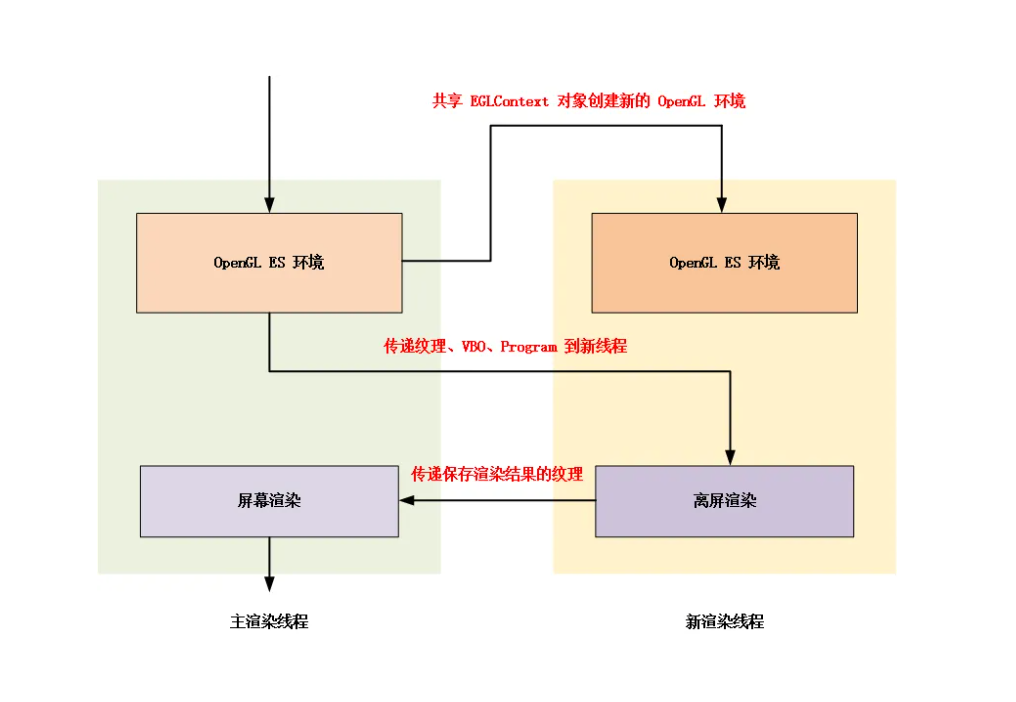 共享 EGLContext 对象创建新的 OpenGL 环境
OpenGL ES 环境
OpenGL ES 环境
传递纹理、VBO、Program 到新线程
传递保存渲染结果的纹理
屏幕渲染
离屏渲染
主渲染线程
新渲染线程